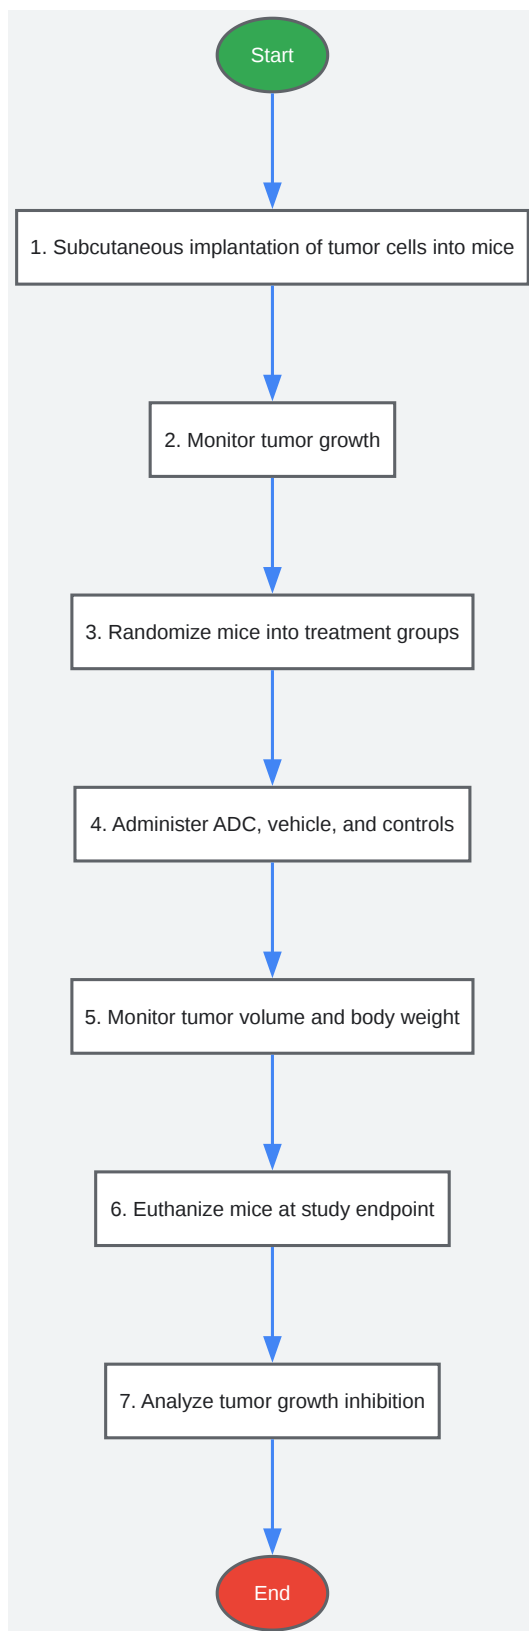 Start
1. Subcutaneous implantation of tumor cells into mice
2. Monitor tumor growth
3. Randomize mice into treatment groups
4. Administer ADC, vehicle, and controls
5. Monitor tumor volume and body weight
6. Euthanize mice at study endpoint
7. Analyze tumor growth inhibition
End